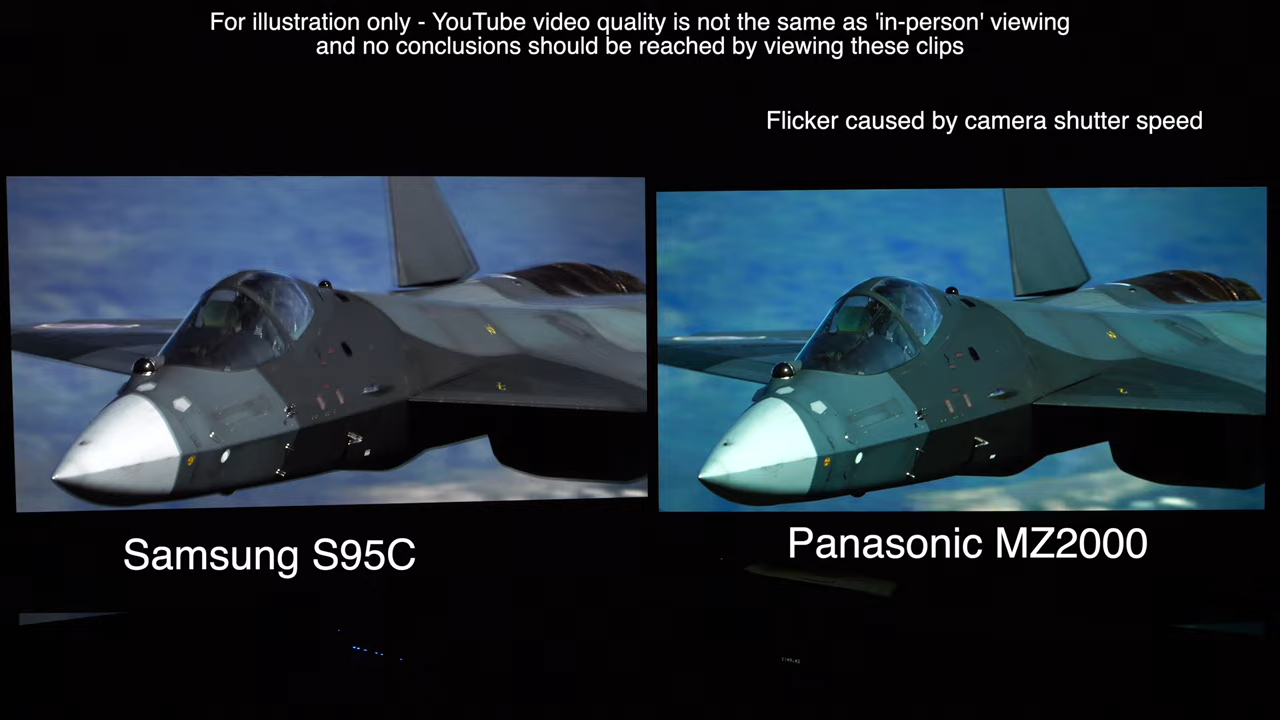 For illustration only - YouTube video quality is not the same as 'in-person' viewing
and no conclusions should be reached by viewing these clips
Flicker caused by camera shutter speed
Samsung S95C
Panasonic MZ2000